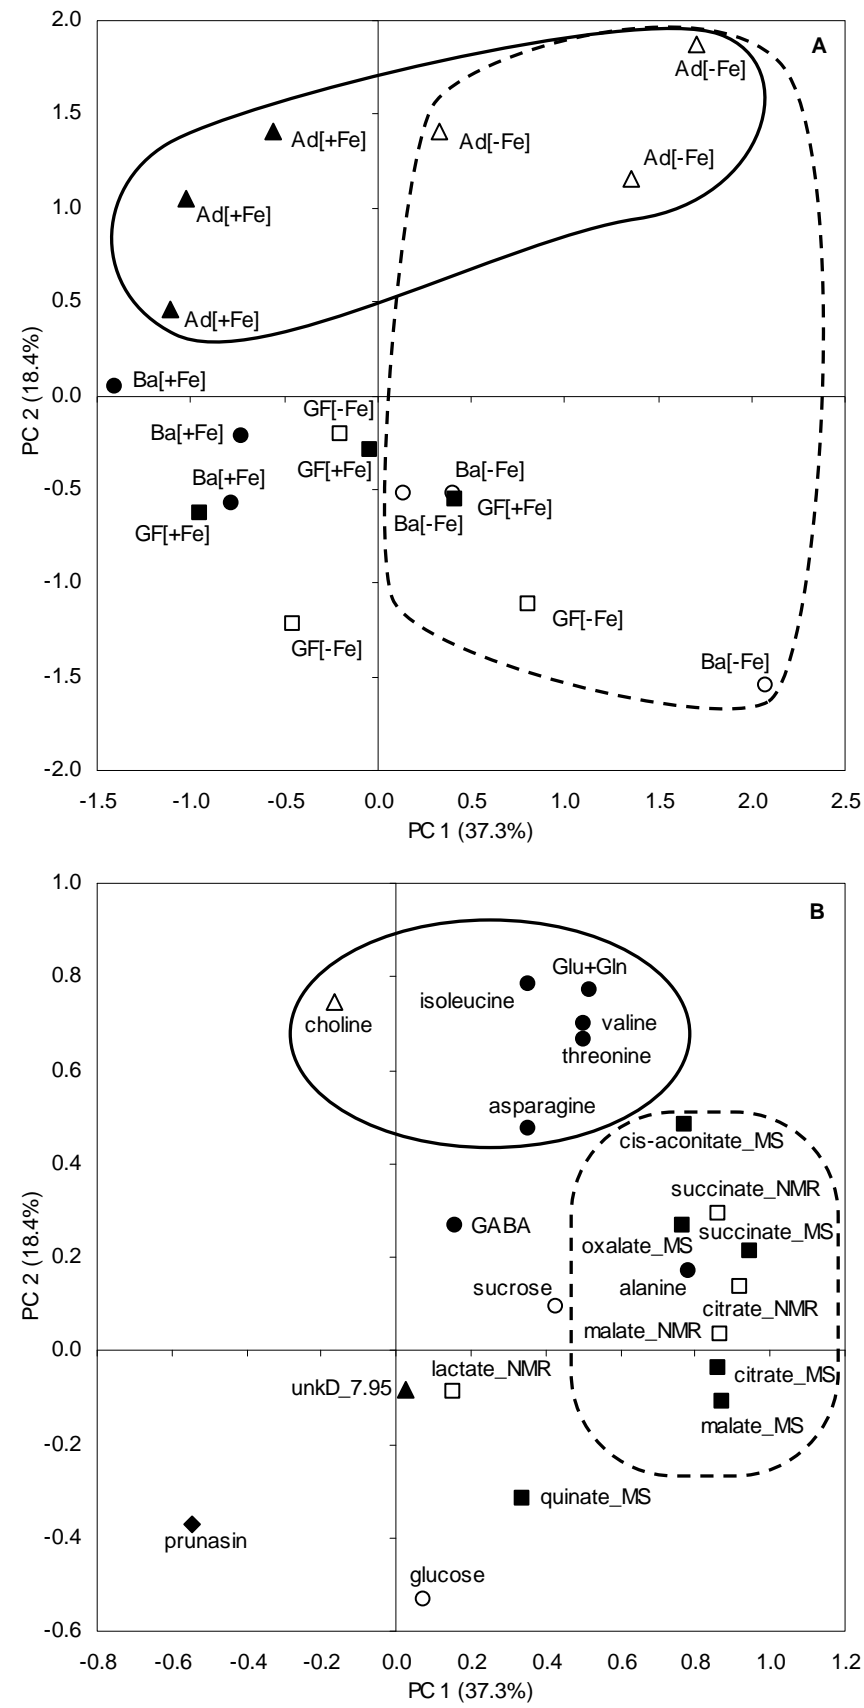 2.0
A
Ad[-Fe]
1.5
Ad[+Fe]
Ad[-Fe]
Ad[-Fe]
1.0
Ad[+Fe]
0.5
Ad[+Fe]
Ba[+Fe]
0.0
GF[-Fe]
Ba[+Fe]
GF[+Fe]
Ba[-Fe]
Ba[+Fe]
-0.5
GF[+Fe]
Ba[-Fe]
GF[+Fe]
-1.0
GF[-Fe]
GF[-Fe]
Ba[-Fe]
-1.5
-2.0
PC 2 (18.4%)
-1.5 -1.0 -0.5 0.0 0.5 1.0 1.5 2.0 2.5
PC 1 (37.3%)
1.0
B
0.8
Glu+Gln
isoleucine
choline
valine
threonine
0.6
asparagine
cis-aconitate_MS
0.4
succinate_NMR
GABA
succinate_MS
oxalate_MS
0.2
sucrose
alanine
citrate_NMR
malate_NMR
0.0
lactate_NMR
citrate_MS
unkD_7.95
malate_MS
-0.2
quinate_MS
-0.4
prunasin
glucose
-0.6
PC 2 (18.4%)
-0.8 -0.6 -0.4 -0.2 0.0 0.2 0.4 0.6 0.8 1.0 1.2
PC 1 (37.3%)